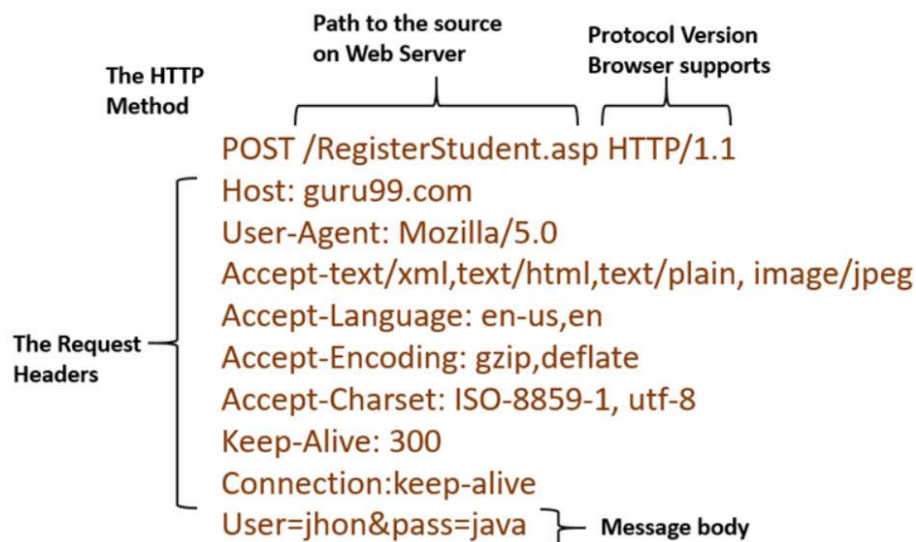 Path to the source
on Web Server
Protocol Version
Browser supports
The HTTP
Method
POST /RegisterStudent.asp HTTP/1.1
Host: guru99.com
User-Agent: Mozilla/5.0
Accept-text/xml,text/html,text/plain, image/jpeg
Accept-Language: en-us,en
Accept-Encoding: gzip,deflate
Accept-Charset: ISO-8859-1, utf-8
Keep-Alive: 300
Connection:keep-alive
The Request
Headers
User=jhon&pass=java
Message body